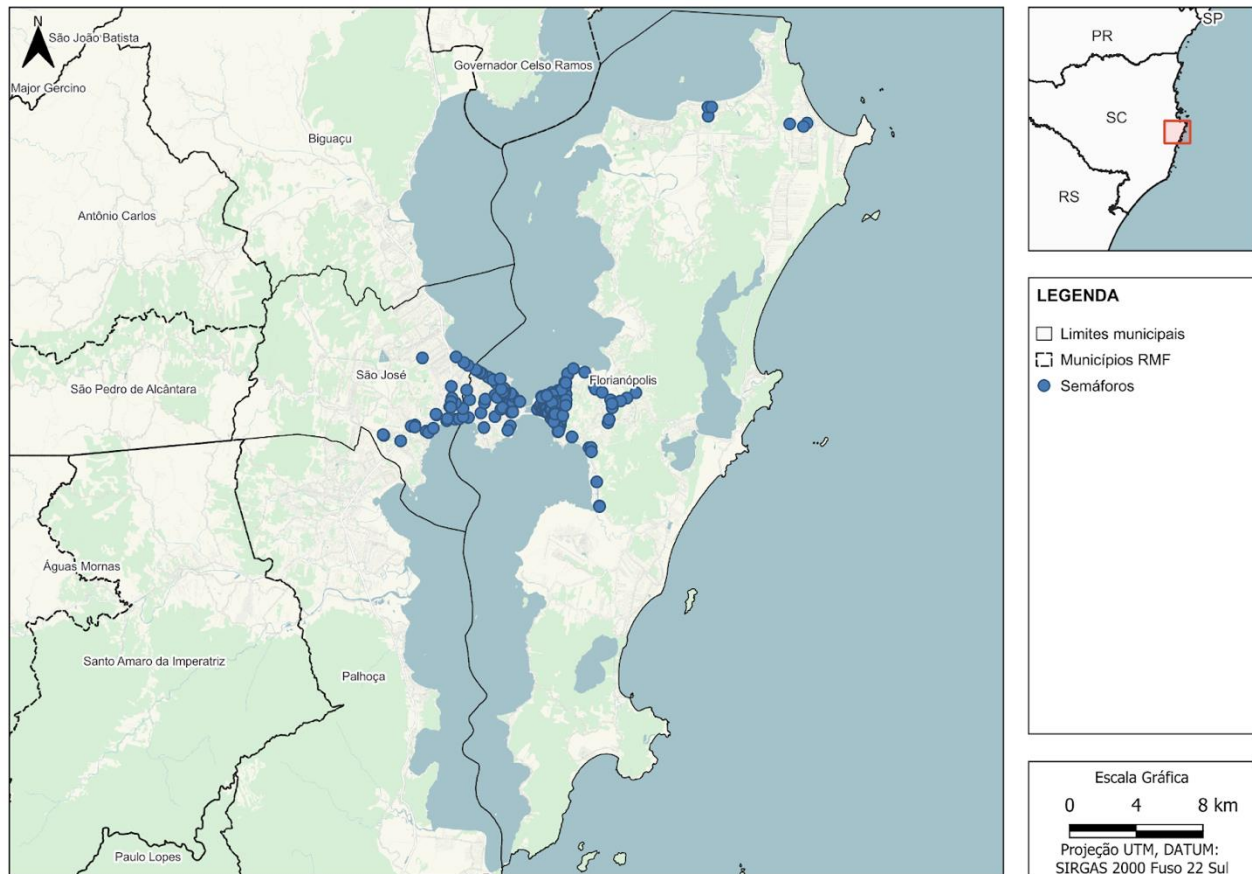 N
São João Batista
Major Gercino
Governador Celso Ramos
Biguaçu
Antônio Carlos
São José
Florianópolis
São Pedro de Alcântara
Águas Mornas
Santo Amaro da Imperatriz
Palhoça
Paulo Lopes
SP
PR
SC
RS
LEGENDA
Limites municipais
Municípios RMF
Semáforos
Escala Gráfica
0 4 8 km
Projeção UTM, DATUM:
SIRGAS 2000 Fuso 22 Sul